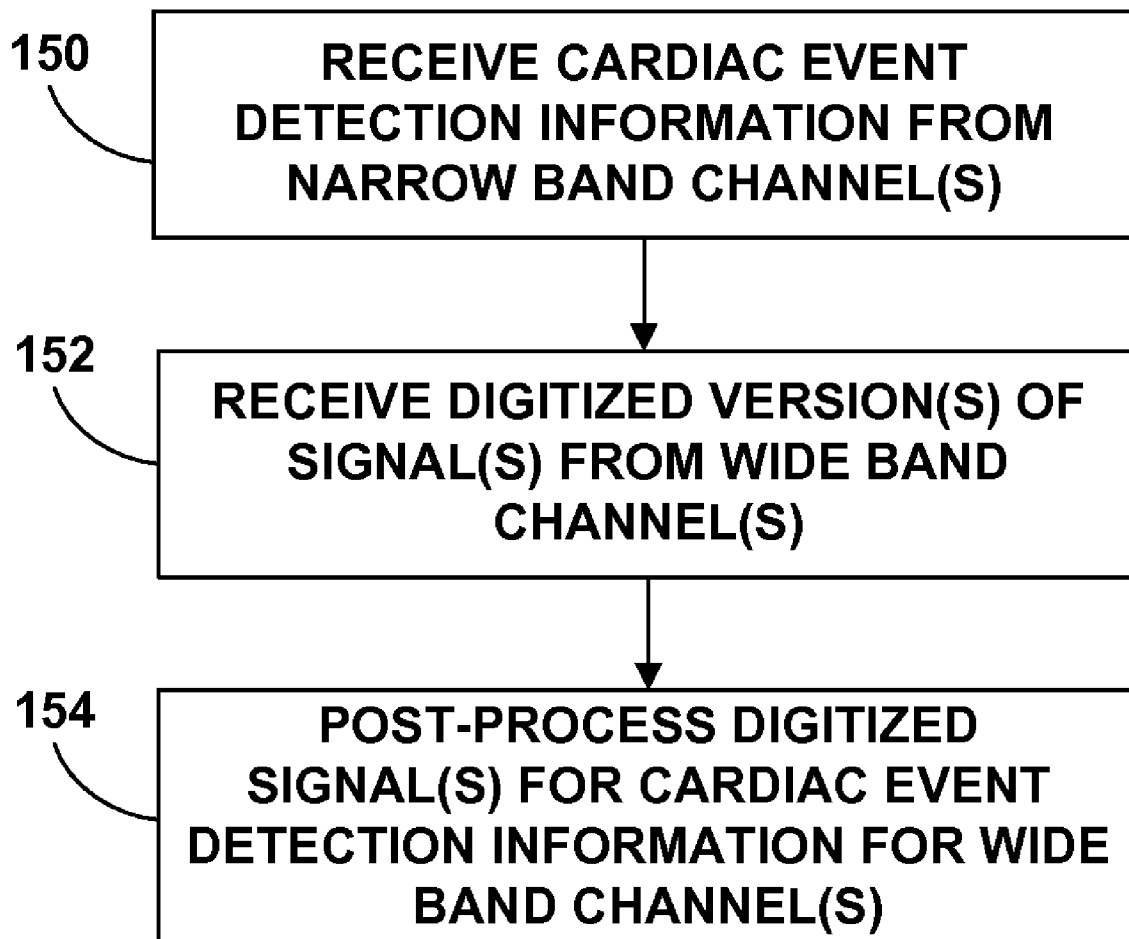 150
RECEIVE CARDIAC EVENT
DETECTION INFORMATION FROM
NARROW BAND CHANNEL(S)
152
RECEIVE DIGITIZED VERSION(S) OF
SIGNAL(S) FROM WIDE BAND
CHANNEL(S)
154
POST-PROCESS DIGITIZED
SIGNAL(S) FOR CARDIAC EVENT
DETECTION INFORMATION FOR WIDE
BAND CHANNEL(S)